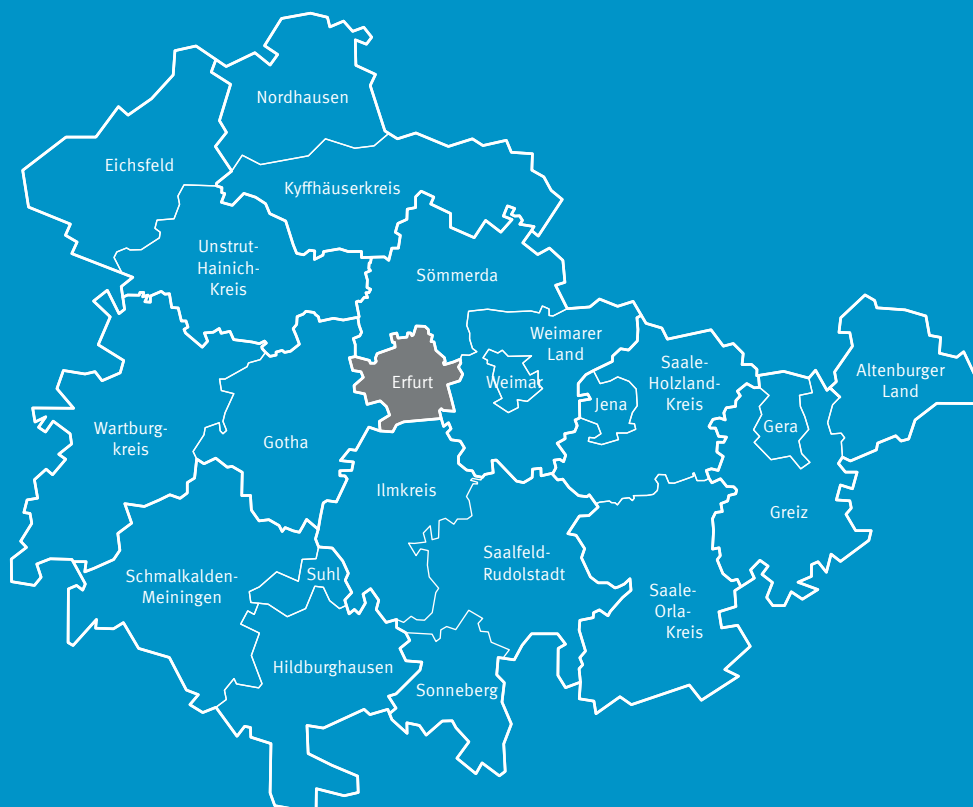 Nordhausen
Eichsfeld
Kyffhäuserkreis
Unstrut-
Hainich-
Kreis
Sömmerda
Weimarer
Land
Saale-
Holzland-
Kreis
Altenburger
Land
Erfurt
Weimar
Jena
Gera
Wartburg-
kreis
Gotha
Ilmkreis
Greiz
Saalfeld-
Rudolstadt
Schmalkalden-
Meiningen
Suhl
Saale-
Orla-
Kreis
Hildburghausen
Sonneberg